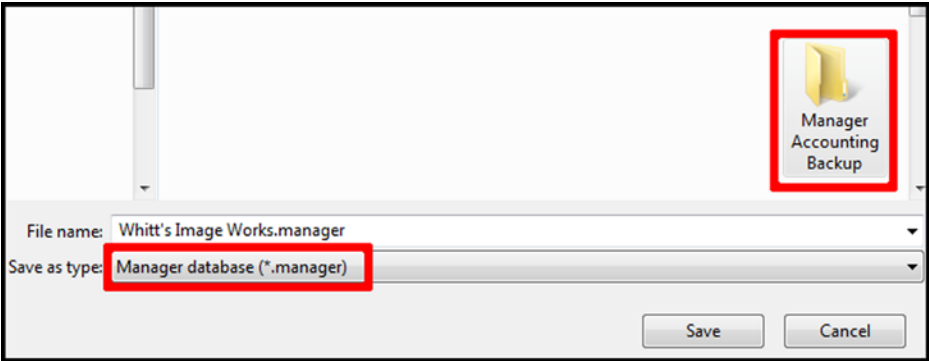 Manager
Accounting
Backup
File name: Whitt's Image Works.manager
Save as type: Manager database (*.manager)
Save Cancel